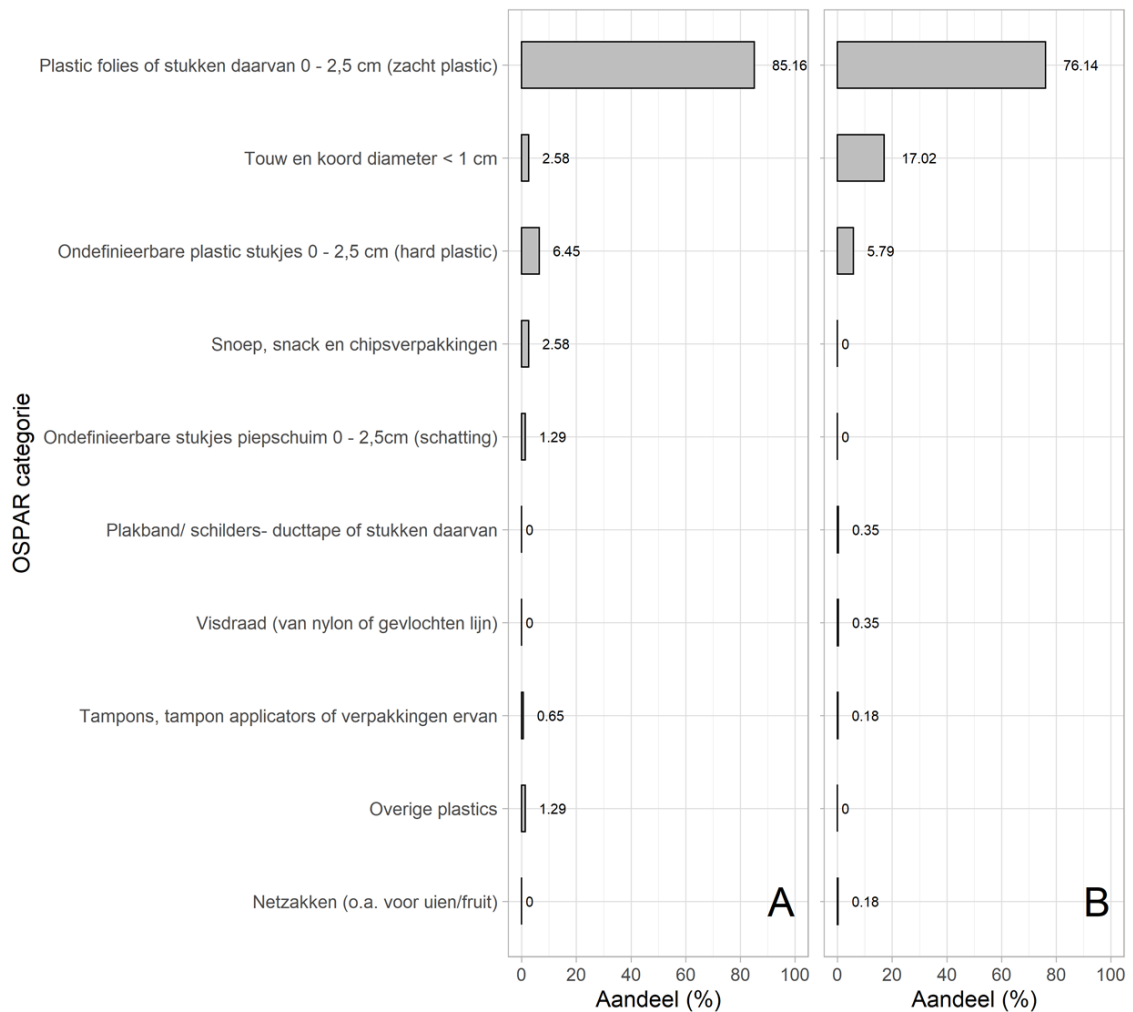 OSPAR categorie
Plastic folies of stukken daarvan 0 - 2,5 cm (zacht plastic) 85.16 76.14
Touw en koord diameter < 1 cm 2.58 17.02
Ondefinieerbare plastic stukjes 0 - 2,5 cm (hard plastic) 6.45 5.79
Snoep, snack en chipsverpakkingen 2.58 0
Ondefinieerbare stukjes piepschuim 0 - 2,5cm (schatting) 1.29 0
Plakband/ schilders- ducttape of stukken daarvan 0 0.35
Visdraad (van nylon of gevlochten lijn) 0 0.35
Tampons, tampon applicators of verpakkingen ervan 0.65 0.18
Overige plastics 1.29 0
Netzakken (o.a. voor uien/fruit) 0 A 0.18 B
0 20 40 60 80 100 0 20 40 60 80 100
Aandeel (%) Aandeel (%)